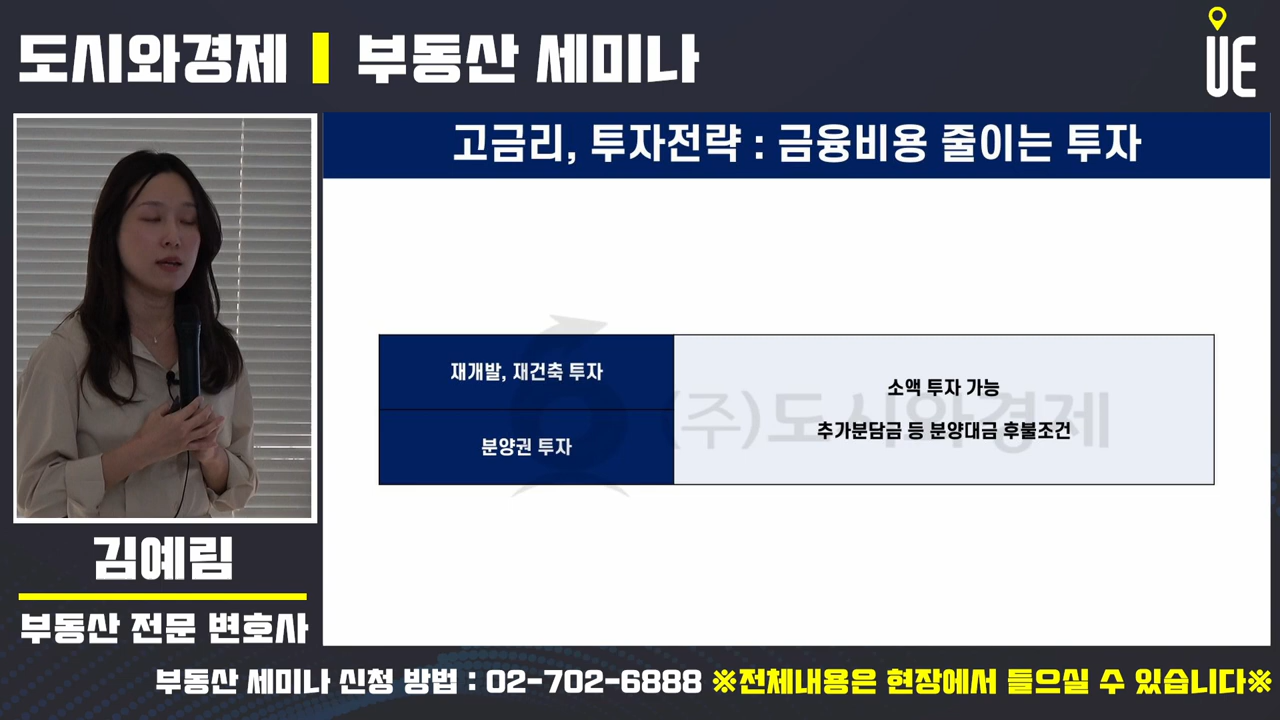 도시와경제 부동산 세미나
UE
고금리, 투자전략 : 금융비용 줄이는 투자
재개발, 재건축 투자
분양권 투자
소액 투자 가능
추가분담금 등 분양대금 후불조건
(주)도시와경제
김예림
부동산 전문 변호사
부동산 세미나 신청 방법 : 02-702-6888 ※전체내용은 현장에서 들으실 수 있습니다※